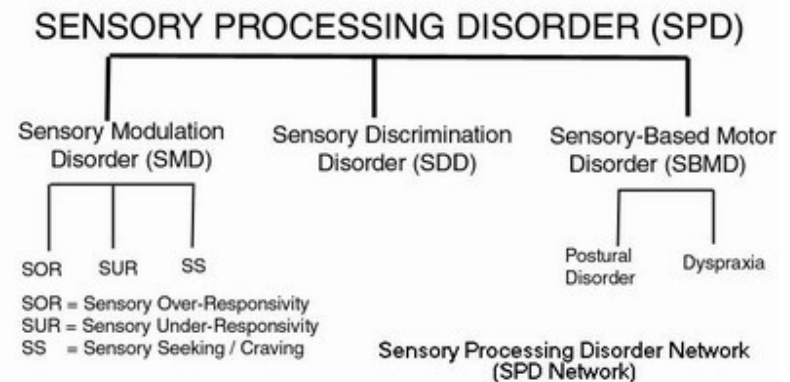 SENSORY PROCESSING DISORDER (SPD)
Sensory Modulation
Disorder (SMD)
Sensory Discrimination
Disorder (SDD)
Sensory-Based Motor
Disorder (SBMD)
SOR
SUR
SS
Postural
Disorder
Dyspraxia
SOR = Sensory Over-Responsivity
SUR = Sensory Under-Responsivity
SS = Sensory Seeking / Craving
Sensory Processing Disorder Network
(SPD Network)